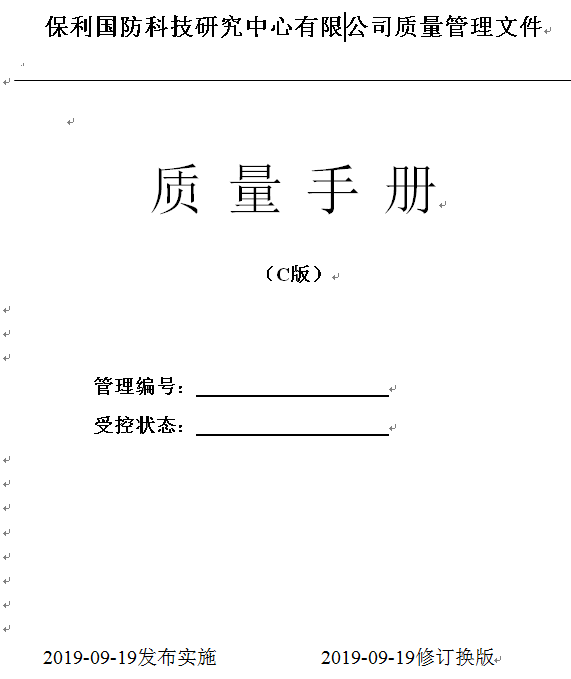 保利国防科技研究中心有限公司质量管理文件
质量手册
（C版）
管理编号：
受控状态：
2019-09-19发布实施 2019-09-19修订换版